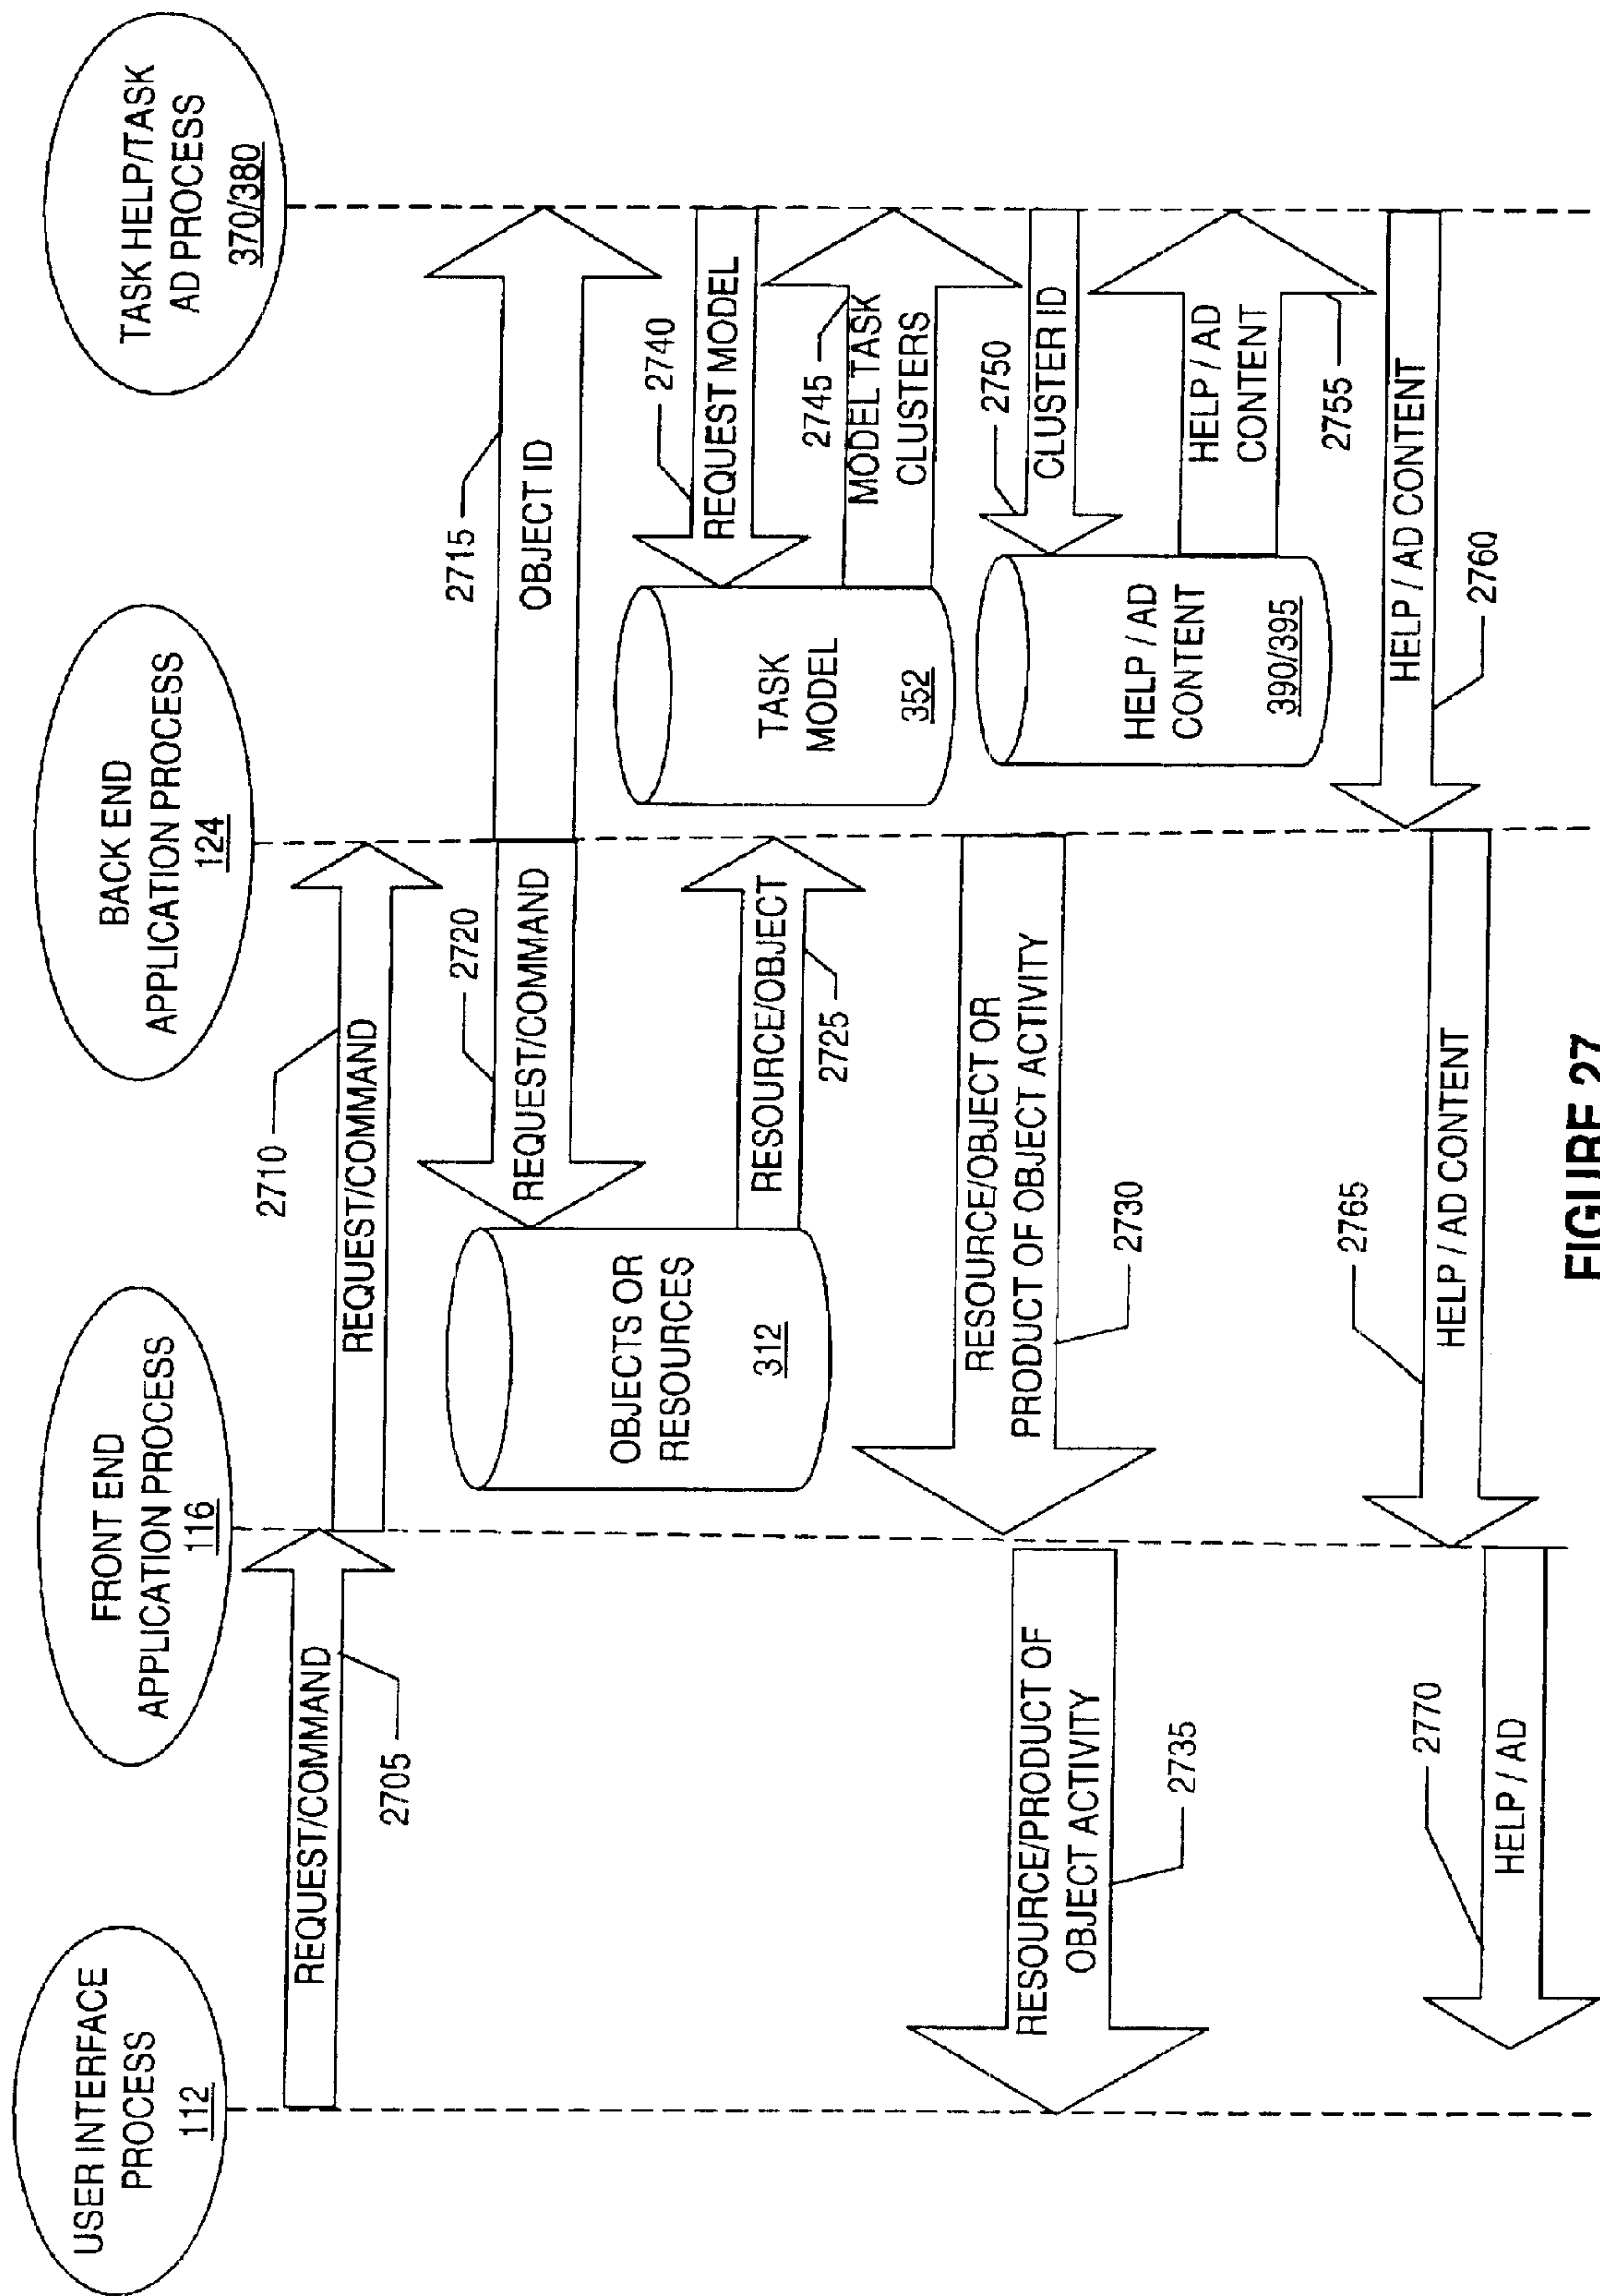 USER INTERFACE
PROCESS
112
FRONT END
APPLICATION PROCESS
116
BACK END
APPLICATION PROCESS
124
TASK HELP/TASK
AD PROCESS
370/380
REQUEST/COMMAND
2705
REQUEST/COMMAND
2710
OBJECT ID
2715
REQUEST/COMMAND
2720
OBJECTS OR
RESOURCES
312
RESOURCE/OBJECT
2725
RESOURCE/OBJECT OR
PRODUCT OF OBJECT ACTIVITY
2730
RESOURCE/PRODUCT OF
OBJECT ACTIVITY
2735
REQUEST MODEL
2740
TASK
MODEL
352
MODEL TASK
CLUSTERS
2745
CLUSTER ID
2750
HELP / AD
CONTENT
390/395
HELP / AD
CONTENT
2755
HELP / AD CONTENT
2760
HELP / AD CONTENT
2765
HELP / AD
2770
FIGURE 27